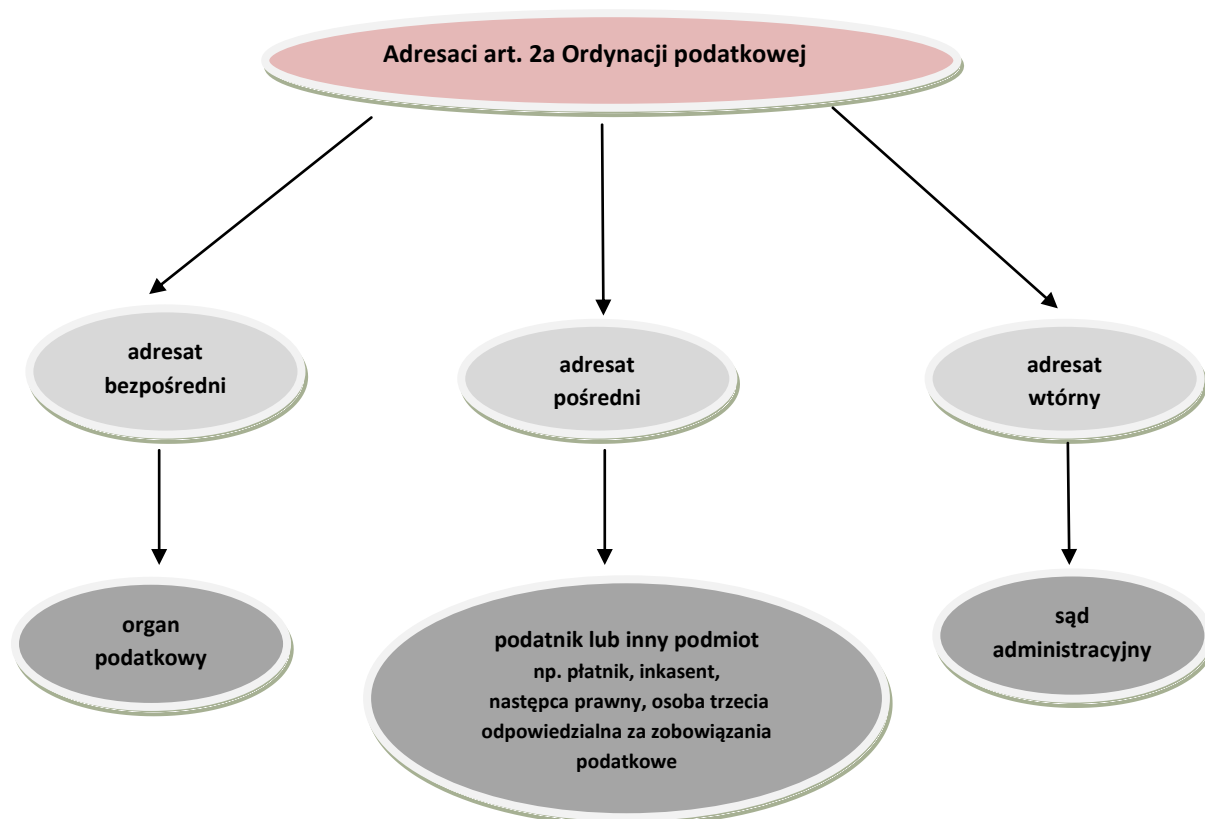 Adresaci art. 2a Ordynacji podatkowej
adresat
bezpośredni
adresat
pośredni
adresat
wtórny
organ
podatkowy
podatnik lub inny podmiot
np. płatnik, inkasent,
następca prawny, osoba trzecia
odpowiedzialna za zobowiązania
podatkowe
sąd
administracyjny